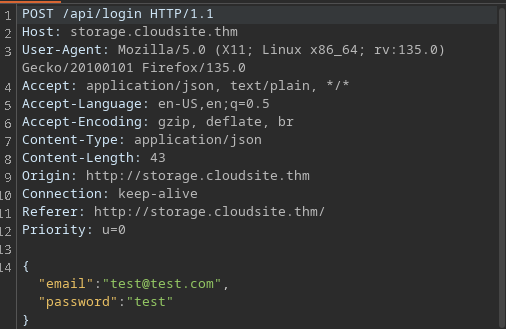 1 POST /api/login HTTP/1.1
2 Host: storage.cloudsite.thm
3 User-Agent: Mozilla/5.0 (X11; Linux x86_64; rv:135.0)
Gecko/20100101 Firefox/135.0
4 Accept: application/json, text/plain, */*
5 Accept-Language: en-US,en;q=0.5
6 Accept-Encoding: gzip, deflate, br
7 Content-Type: application/json
8 Content-Length: 43
9 Origin: http://storage.cloudsite.thm
10 Connection: keep-alive
11 Referer: http://storage.cloudsite.thm/
12 Priority: u=0
13
14 {
"email":"test@test.com",
"password":"test"
}